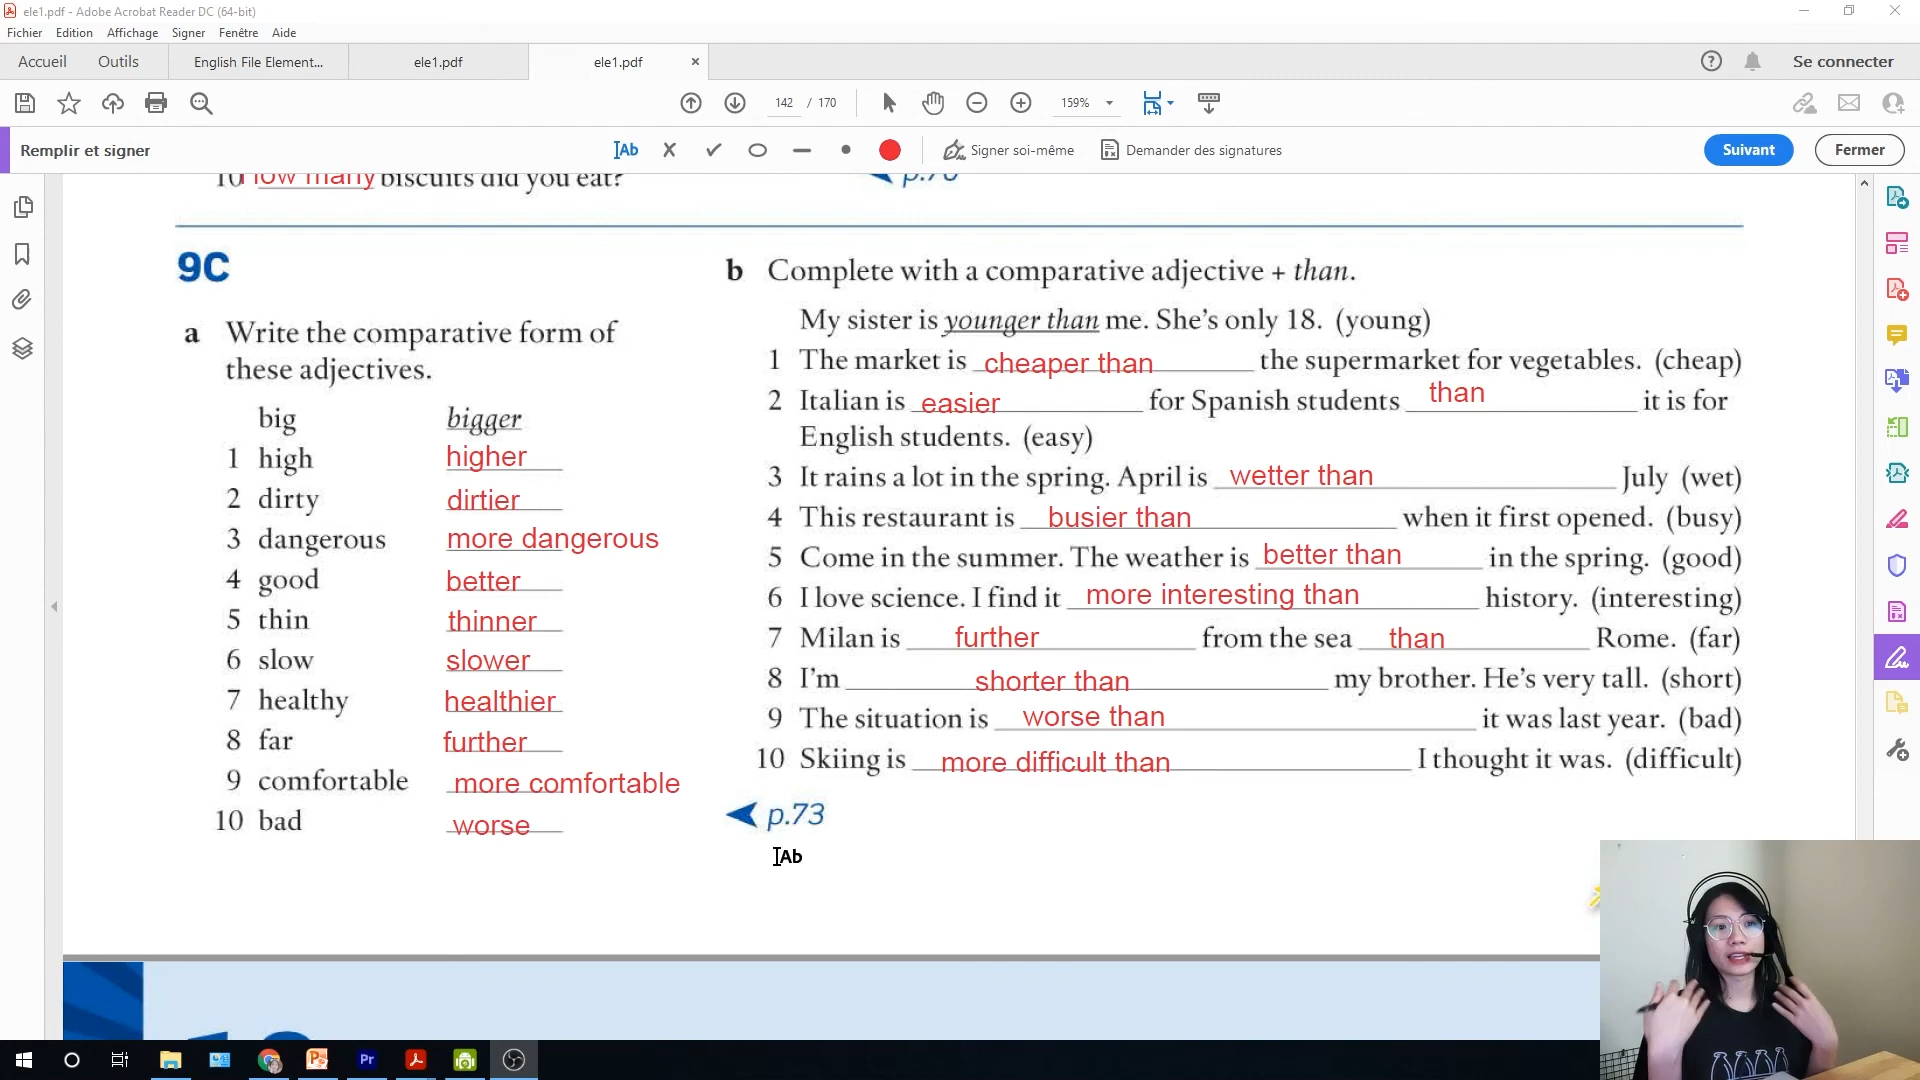 ele1.pdf - Adobe Acrobat Reader DC (64-bit)
Fichier Edition Affichage Signer Fenêtre Aide
Accueil Outils English File Element... ele1.pdf ele1.pdf × Se connecter
142 / 170 159%
Remplir et signer Ab Signer soi-même Demander des signatures Suivant Fermer
10 how many biscuits did you eat?
9C
a Write the comparative form of
these adjectives.
big bigger
1 high higher
2 dirty dirtier
3 dangerous more dangerous
4 good better
5 thin thinner
6 slow slower
7 healthy healthier
8 far further
9 comfortable more comfortable
10 bad worse
b Complete with a comparative adjective + than.
My sister is younger than me. She's only 18. (young)
1 The market is cheaper than the supermarket for vegetables. (cheap)
2 Italian is easier for Spanish students than it is for
English students. (easy)
3 It rains a lot in the spring. April is wetter than July (wet)
4 This restaurant is busier than when it first opened. (busy)
5 Come in the summer. The weather is better than in the spring. (good)
6 I love science. I find it more interesting than history. (interesting)
7 Milan is further from the sea than Rome. (far)
8 I'm shorter than my brother. He's very tall. (short)
9 The situation is worse than it was last year. (bad)
10 Skiing is more difficult than I thought it was. (difficult)
p.73
Ab
Pr